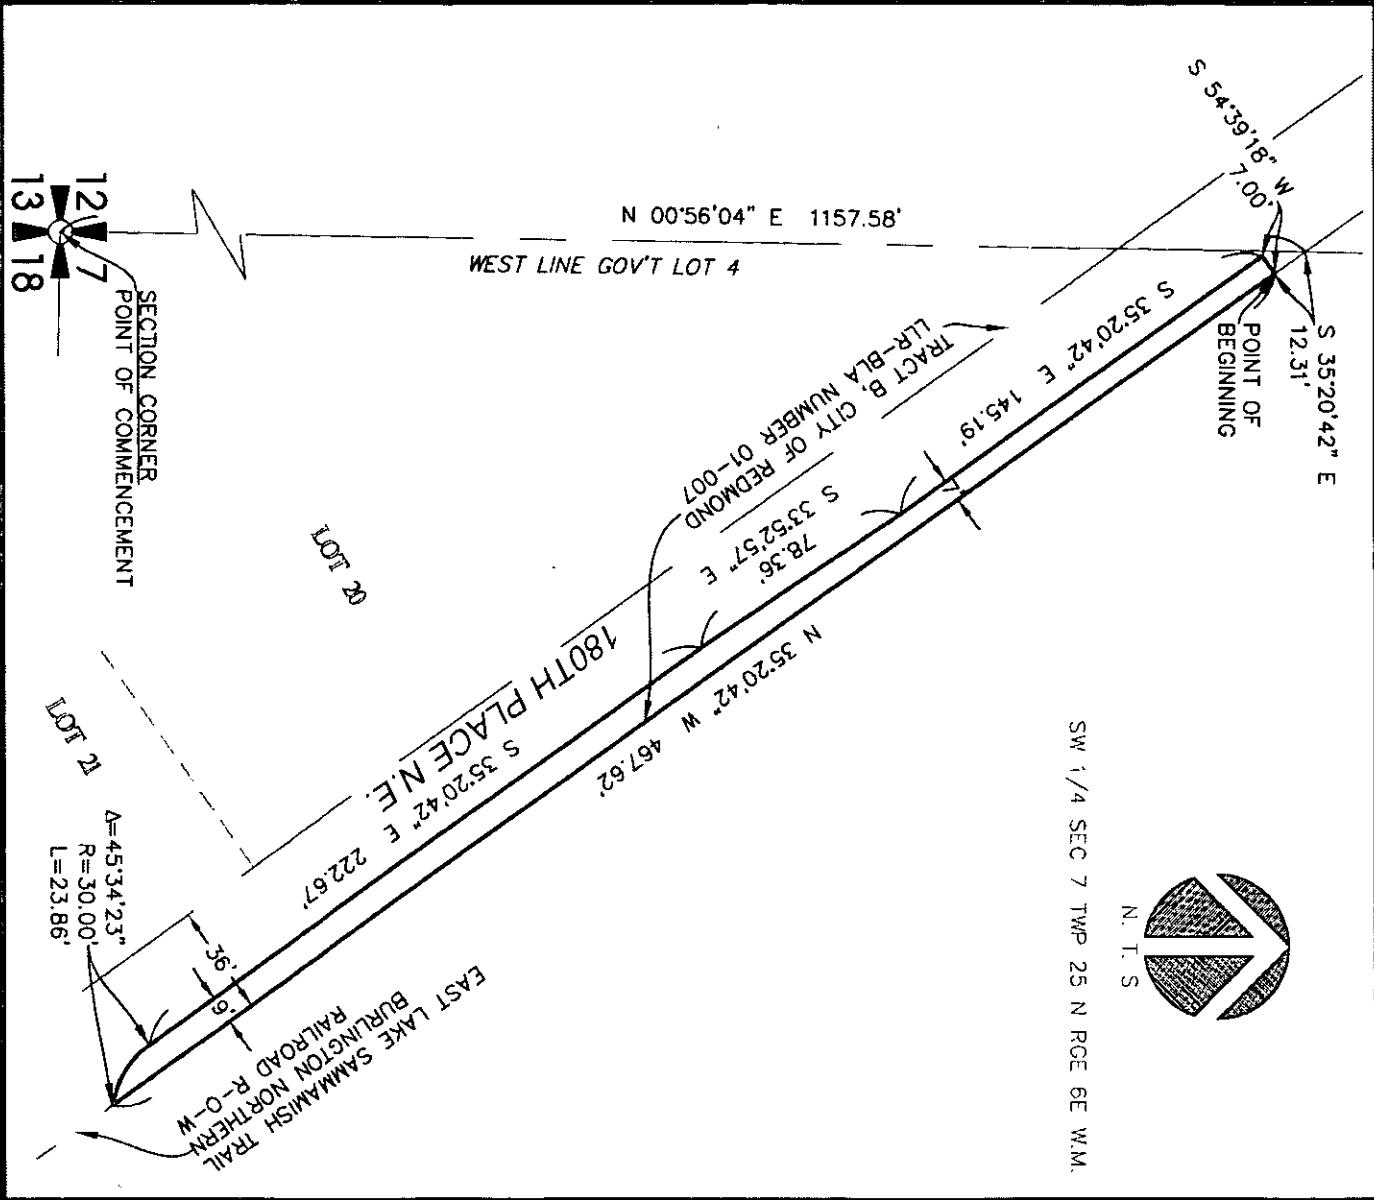 S 54°39'18" W
7.00'
S 35°20'42" E
12.31'
POINT OF
BEGINNING
N 00°56'04" E 1157.58'
WEST LINE GOV'T LOT 4
S 35°20'42" E 145.19'
7'
TRACT B, CITY OF REDMOND
LLR-BLA NUMBER 01-007
S 33°52'57" E
78.36'
N 35°20'42" W 467.62'
180TH PLACE N.E.
S 35°20'42" E 222.67'
LOT 20
LOT 21
12
7
13
18
SECTION CORNER
POINT OF COMMENCEMENT
Δ=45°34'23"
R=30.00'
L=23.86'
36'
9'
EAST LAKE SAMMAMISH TRAIL
BURLINGTON NORTHERN
RAILROAD R-O-W
N. T. S
SW 1/4 SEC 7 TWP 25 N RGE 6E W.M.